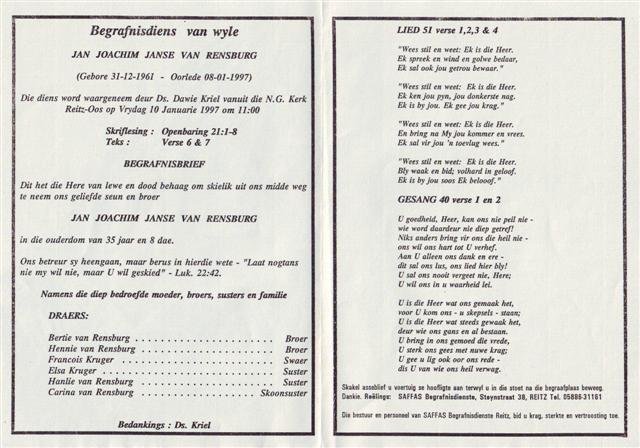 Begrafnisdiens van wyle
JAN JOACHIM JANSE VAN RENSBURG
(Gebore 31-12-1961 - Oorlede 08-01-1997)
Die diens word waargeneem deur Ds. Dawie Kriel vanuit die N.G. Kerk
Reitz-Oos op Vrydag 10 Januarie 1997 om 11:00
Skriflesing : Openbaring 21:1-8
Teks : Verse 6 & 7
BEGRAFNISBRIEF
Dit het die Here van lewe en dood behaag om skielik uit ons midde weg
te neem ons geliefde seun en broer
JAN JOACHIM JANSE VAN RENSBURG
in die ouderdom van 35 jaar en 8 dae.
Ons betreur sy heengaan, maar berus in hierdie wete - "Laat nogtans
nie my wil nie, maar U wil geskied" - Luk. 22:42.
Namens die diep bedroefde moeder, broers, susters en familie
DRAERS:
Bertie van Rensburg . . . . . . . . . . . . . . . . . . . . Broer
Hennie van Rensburg . . . . . . . . . . . . . . . . . . . . Broer
Francois Kruger . . . . . . . . . . . . . . . . . . . . Swaer
Elsa Kruger . . . . . . . . . . . . . . . . . . . . Suster
Hanlie van Rensburg . . . . . . . . . . . . . . . . . . . . Suster
Carina van Rensburg . . . . . . . . . . . . . . . . . Skoonsuster
Bedankings : Ds. Kriel
LIED 51 verse 1,2,3 & 4
"Wees stil en weet: Ek is die Heer.
Ek spreek en wind en golwe bedaar,
Ek sal ook jou getrou bewaar."
"Wees stil en weet: Ek is die Heer.
Ek ken jou pyn, jou donkerste nag.
Ek is by jou. Ek gee jou krag."
"Wees stil en weet: Ek is die Heer.
En bring na My jou kommer en vrees.
Ek sal vir jou 'n toevlug wees."
"Wees stil en weet: Ek is die Heer.
Bly waak en bid; volhard in geloof.
Ek is by jou soos Ek beloof."
GESANG 40 verse 1 en 2
U goedheid, Heer, kan ons nie peil nie -
wie word daardeur nie diep getref!
Niks anders bring vir ons die heil nie -
ons wil ons hart tot U verhef.
Aan U alleen ons dank en ere -
dit sal ons lus, ons lied hier bly!
U sal ons nooit vergeet nie, Here;
U wil ons in u waarheid lei.
U is die Heer wat ons gemaak het,
voor U kom ons - u skepsels - staan;
U is die Heer wat steeds gewaak het,
deur wie ons gans en al bestaan.
U bring in ons gemoed die vrede,
U sterk ons gees met nuwe krag;
U gee u lig ook oor ons rede -
dis U van wie ons heil verwag.
Skakel asseblief u voertuig se hoofligte aan terwyl u in die stoet na die begraafplaas beweeg.
Dankie. Reëlings: SAFFAS Begrafnisdienste, Steynstraat 38, REITZ Tel. 05886-31161
Die bestuur en personeel van SAFFAS Begrafnisdienste Reitz, bid u krag, sterkte en vertroosting toe.